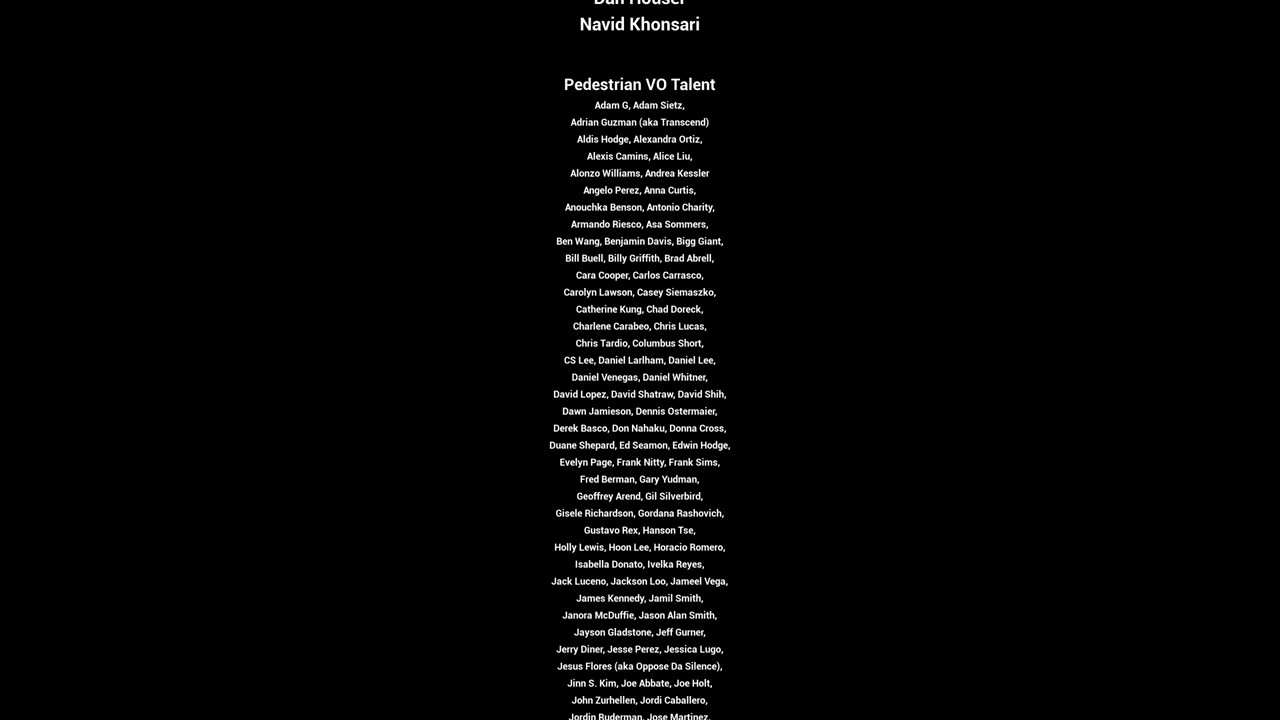 Dan Houser
Navid Khonsari
Pedestrian VO Talent
Adam G, Adam Sietz,
Adrian Guzman (aka Transcend)
Aldis Hodge, Alexandra Ortiz,
Alexis Camins, Alice Liu,
Alonzo Williams, Andrea Kessler
Angelo Perez, Anna Curtis,
Anouchka Benson, Antonio Charity,
Armando Riesco, Asa Sommers,
Ben Wang, Benjamin Davis, Bigg Giant,
Bill Buell, Billy Griffith, Brad Abrell,
Cara Cooper, Carlos Carrasco,
Carolyn Lawson, Casey Siemaszko,
Catherine Kung, Chad Doreck,
Charlene Carabeo, Chris Lucas,
Chris Tardio, Columbus Short,
CS Lee, Daniel Larlham, Daniel Lee,
Daniel Venegas, Daniel Whitner,
David Lopez, David Shatraw, David Shih,
Dawn Jamieson, Dennis Ostermaier,
Derek Basco, Don Nahaku, Donna Cross,
Duane Shepard, Ed Seamon, Edwin Hodge,
Evelyn Page, Frank Nitty, Frank Sims,
Fred Berman, Gary Yudman,
Geoffrey Arend, Gil Silverbird,
Gisele Richardson, Gordana Rashovich,
Gustavo Rex, Hanson Tse,
Holly Lewis, Hoon Lee, Horacio Romero,
Isabella Donato, Ivelka Reyes,
Jack Luceno, Jackson Loo, Jameel Vega,
James Kennedy, Jamil Smith,
Janora McDuffie, Jason Alan Smith,
Jayson Gladstone, Jeff Gurner,
Jerry Diner, Jesse Perez, Jessica Lugo,
Jesus Flores (aka Oppose Da Silence),
Jinn S. Kim, Joe Abbate, Joe Holt,
John Zurhellen, Jordi Caballero,
Jordin Ruderman, Jose Martinez,